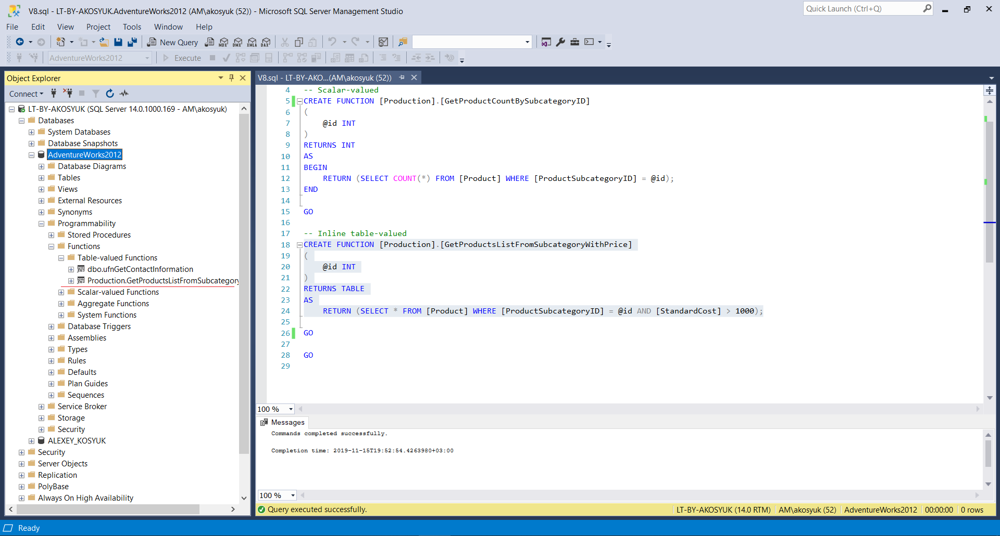 V8.sql - LT-BY-AKOSYUK.AdventureWorks2012 (AM\akosyuk (52)) - Microsoft SQL Server Management Studio
Quick Launch (Ctrl+Q)
File Edit View Project Tools Window Help
New Query MDX DMX XMLA DAX
AdventureWorks2012 Execute
Object Explorer
Connect
LT-BY-AKOSYUK (SQL Server 14.0.1000.169 - AM\akosyuk)
Databases
System Databases
Database Snapshots
AdventureWorks2012
Database Diagrams
Tables
Views
External Resources
Synonyms
Programmability
Stored Procedures
Functions
Table-valued Functions
dbo.ufnGetContactInformation
Production.GetProductsListFromSubcategory
Scalar-valued Functions
Aggregate Functions
System Functions
Database Triggers
Assemblies
Types
Rules
Defaults
Plan Guides
Sequences
Service Broker
Storage
Security
ALEXEY_KOSYUK
Security
Server Objects
Replication
PolyBase
Always On High Availability
V8.sql - LT-BY-AKO...(AM\akosyuk (52))
4 -- Scalar-valued
5 CREATE FUNCTION [Production].[GetProductCountBySubcategoryID]
6 (
7 @id INT
8 )
9 RETURNS INT
10 AS
11 BEGIN
12 RETURN (SELECT COUNT(*) FROM [Product] WHERE [ProductSubcategoryID] = @id);
13 END
14
15 GO
16
17 -- Inline table-valued
18 CREATE FUNCTION [Production].[GetProductsListFromSubcategoryWithPrice]
19 (
20 @id INT
21 )
22 RETURNS TABLE
23 AS
24 RETURN (SELECT * FROM [Product] WHERE [ProductSubcategoryID] = @id AND [StandardCost] > 1000);
25
26 GO
27
28 GO
29
100 %
Messages
Commands completed successfully.
Completion time: 2019-11-15T19:52:54.4263980+03:00
100 %
Query executed successfully. LT-BY-AKOSYUK (14.0 RTM) AM\akosyuk (52) AdventureWorks2012 00:00:00 0 rows
Ready